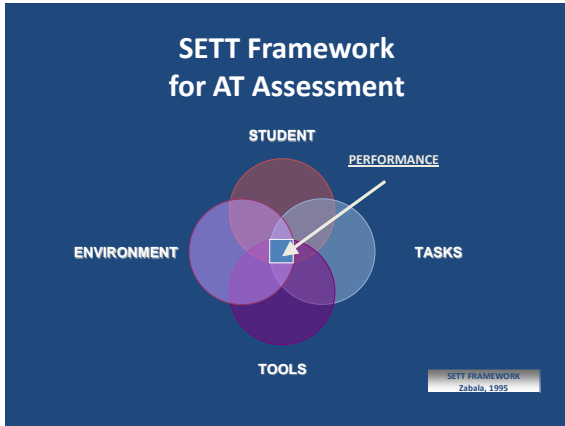 SETT Framework
for AT Assessment
STUDENT
PERFORMANCE
ENVIRONMENT
TASKS
TOOLS
SETT FRAMEWORK
Zabala, 1995